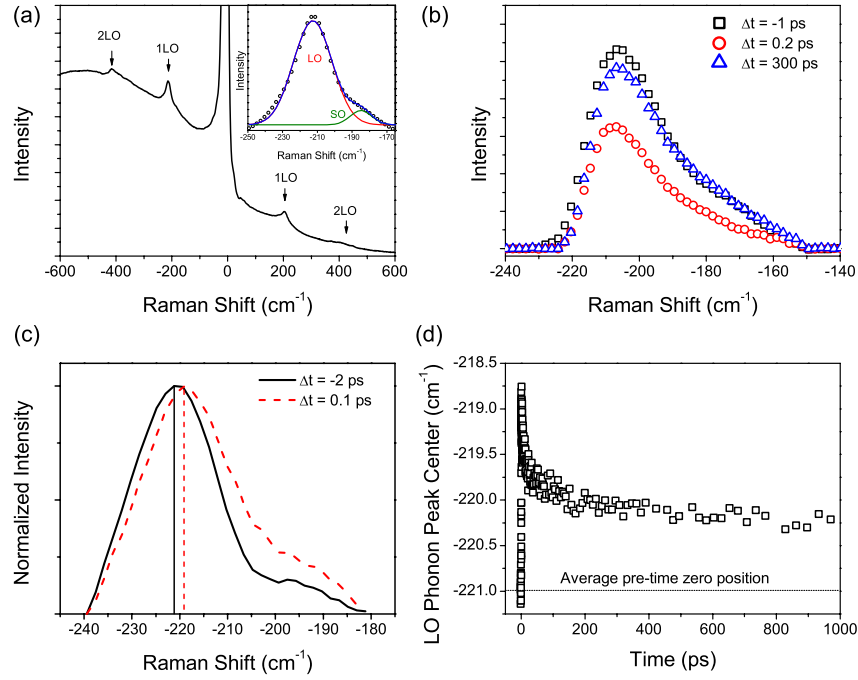 (a)
2LO
1LO
1LO
2LO
Intensity
-600 -400 -200 0 200 400 600
Raman Shift (cm⁻¹)
Intensity
LO
SO
-250 -230 -210 -190 -170
Raman Shift (cm⁻¹)
(b)
Δt = -1 ps
Δt = 0.2 ps
Δt = 300 ps
Intensity
-240 -220 -200 -180 -160 -140
Raman Shift (cm⁻¹)
(c)
Δt = -2 ps
Δt = 0.1 ps
Normalized Intensity
-240 -230 -220 -210 -200 -190 -180
Raman Shift (cm⁻¹)
(d)
LO Phonon Peak Center (cm⁻¹)
-218.5
-219.0
-219.5
-220.0
-220.5
-221.0
Average pre-time zero position
0 200 400 600 800 1000
Time (ps)